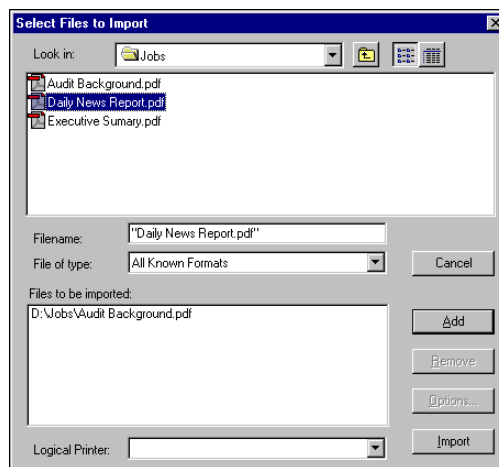 Select Files to Import
Look in: Jobs
Audit Background.pdf
Daily News Report.pdf
Executive Sumary.pdf
Filename: "Daily News Report.pdf"
File of type: All Known Formats Cancel
Files to be imported:
D:\Jobs\Audit Background.pdf
Add
Remove
Options...
Logical Printer: Import